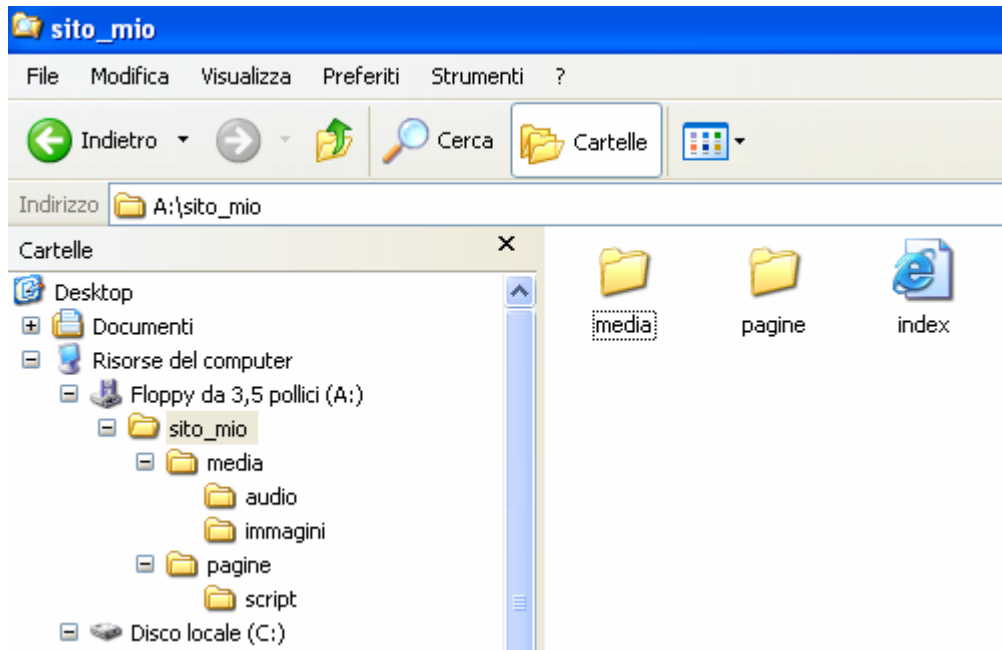 sito_mio
File Modifica Visualizza Preferiti Strumenti ?
Indietro Cerca Cartelle
Indirizzo A:\sito_mio
Cartelle
Desktop
Documenti
Risorse del computer
Floppy da 3,5 pollici (A:)
sito_mio
media
audio
immagini
pagine
script
Disco locale (C:)
media pagine index